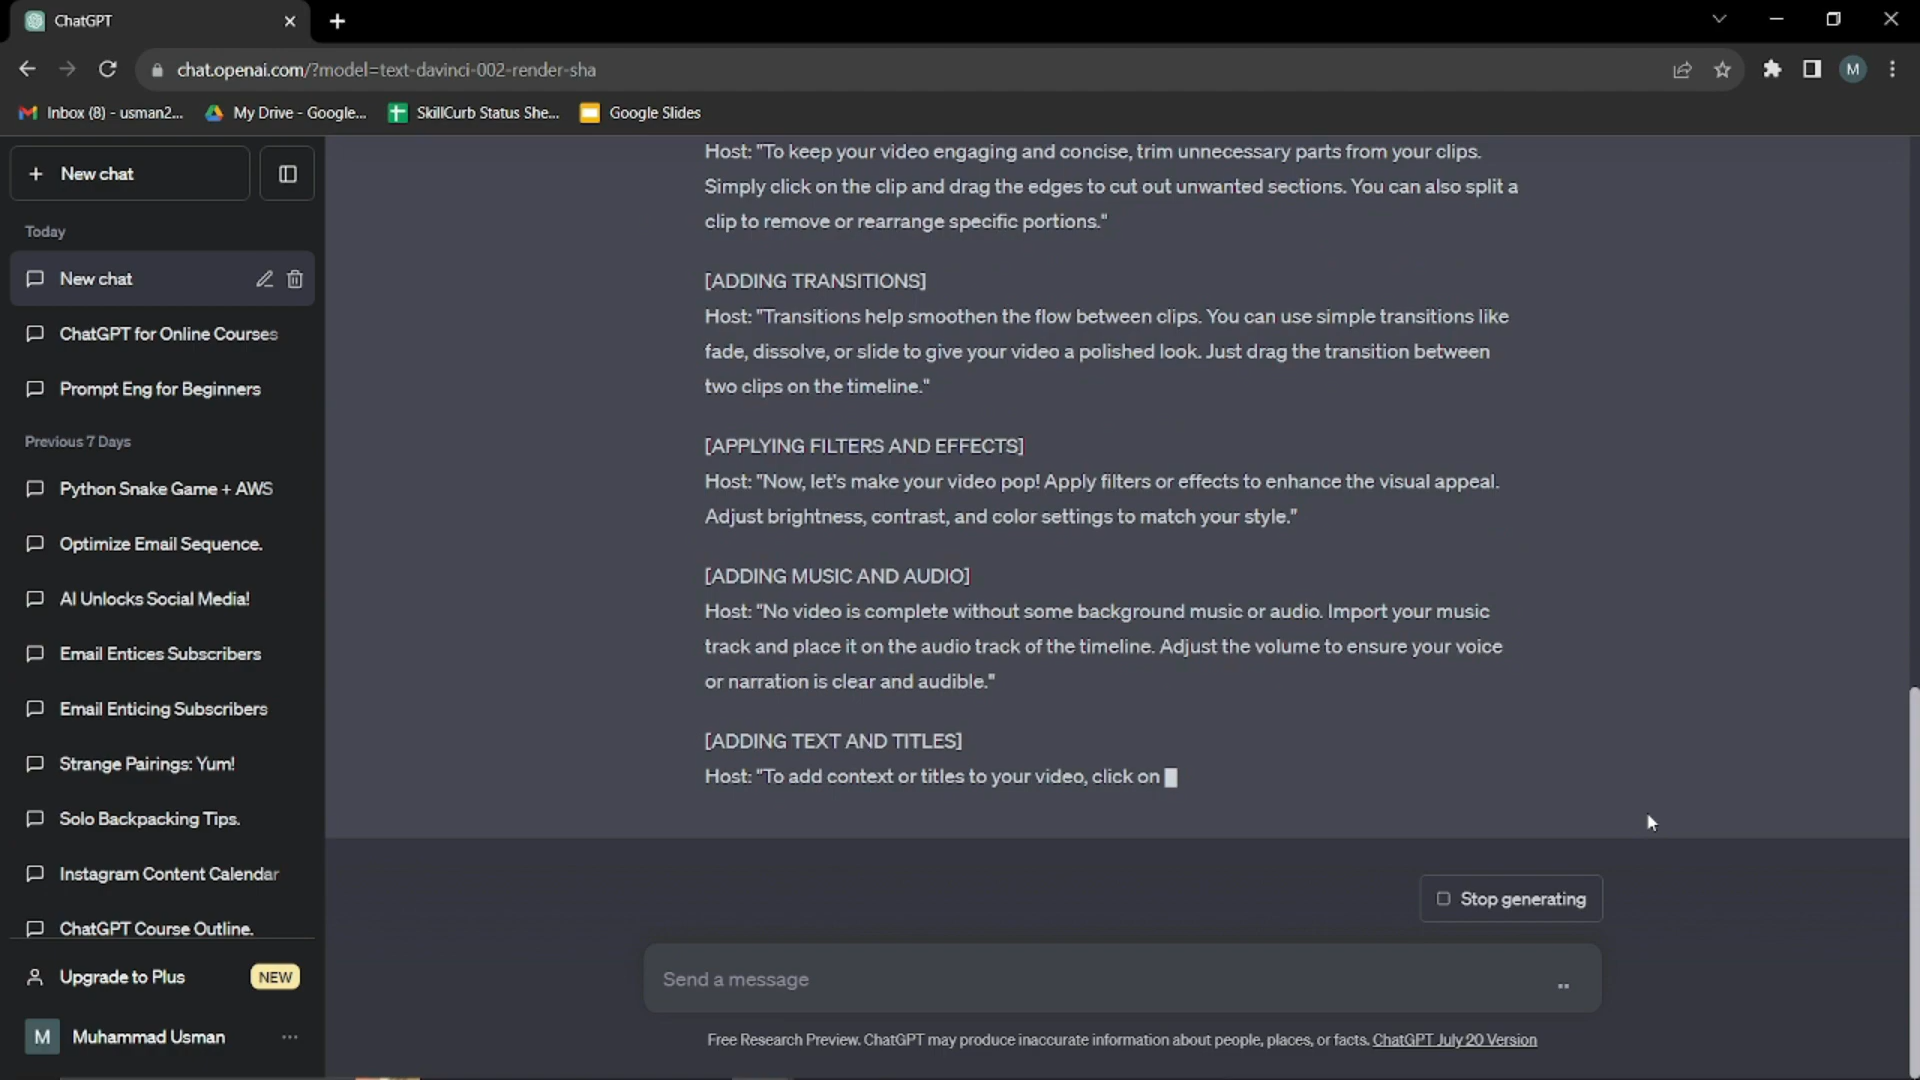 ChatGPT
chat.openai.com/?model=text-davinci-002-render-sha
M
Inbox (8) - usman2...
My Drive - Google...
SkillCurb Status She...
Google Slides
New chat
Today
New chat
ChatGPT for Online Courses
Prompt Eng for Beginners
Previous 7 Days
Python Snake Game + AWS
Optimize Email Sequence.
AI Unlocks Social Media!
Email Entices Subscribers
Email Enticing Subscribers
Strange Pairings: Yum!
Solo Backpacking Tips.
Instagram Content Calendar
ChatGPT Course Outline.
Upgrade to Plus
NEW
M
Muhammad Usman
Host: "To keep your video engaging and concise, trim unnecessary parts from your clips.
Simply click on the clip and drag the edges to cut out unwanted sections. You can also split a
clip to remove or rearrange specific portions."
[ADDING TRANSITIONS]
Host: "Transitions help smoothen the flow between clips. You can use simple transitions like
fade, dissolve, or slide to give your video a polished look. Just drag the transition between
two clips on the timeline."
[APPLYING FILTERS AND EFFECTS]
Host: "Now, let's make your video pop! Apply filters or effects to enhance the visual appeal.
Adjust brightness, contrast, and color settings to match your style."
[ADDING MUSIC AND AUDIO]
Host: "No video is complete without some background music or audio. Import your music
track and place it on the audio track of the timeline. Adjust the volume to ensure your voice
or narration is clear and audible."
[ADDING TEXT AND TITLES]
Host: "To add context or titles to your video, click on
Stop generating
Send a message
Free Research Preview. ChatGPT may produce inaccurate information about people, places, or facts. ChatGPT July 20 Version